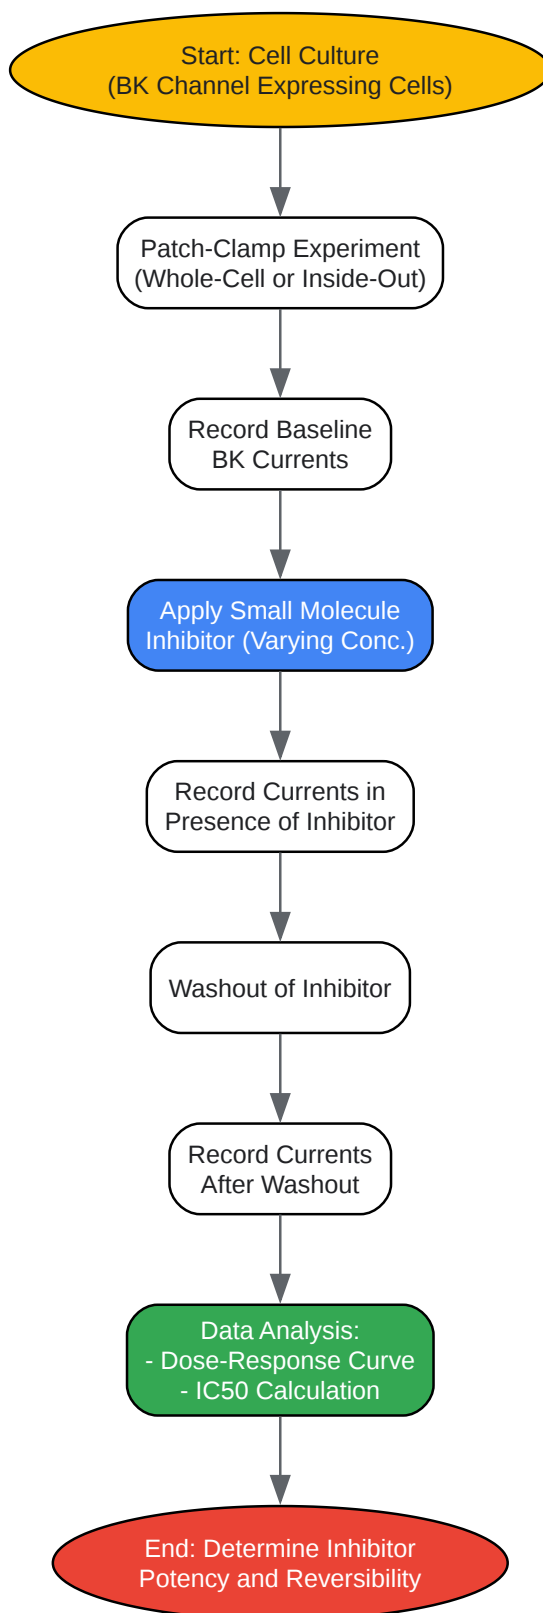 Start: Cell Culture
(BK Channel Expressing Cells)
Patch-Clamp Experiment
(Whole-Cell or Inside-Out)
Record Baseline
BK Currents
Apply Small Molecule
Inhibitor (Varying Conc.)
Record Currents in
Presence of Inhibitor
Washout of Inhibitor
Record Currents
After Washout
Data Analysis:
- Dose-Response Curve
- IC50 Calculation
End: Determine Inhibitor
Potency and Reversibility